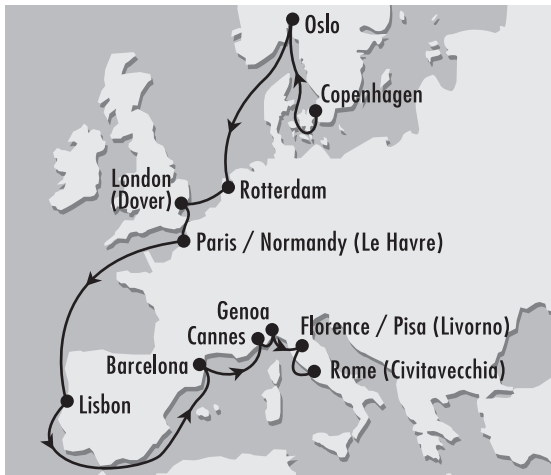 Oslo
Copenhagen
London
(Dover)
Rotterdam
Paris / Normandy (Le Havre)
Genoa
Cannes
Florence / Pisa (Livorno)
Barcelona
Rome (Civitavecchia)
Lisbon